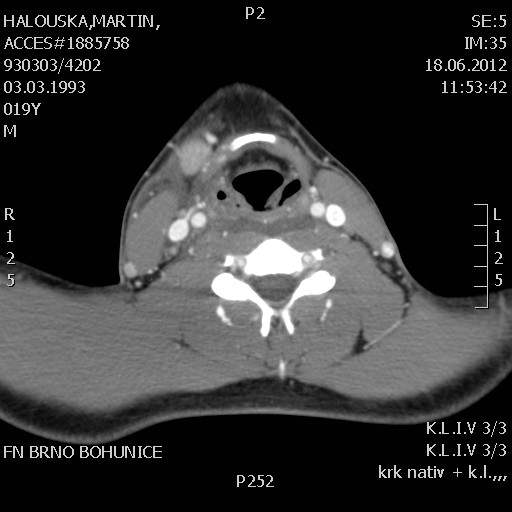 HALOUSKA,MARTIN,
ACCES#1885758
930303/4202
03.03.1993
019Y
M
P2
SE:5
IM:35
18.06.2012
11:53:42
R
1
2
5
L
1
2
5
FN BRNO BOHUNICE
P252
K.L.I.V 3/3
K.L.I.V 3/3
krk nativ + k.l.,,,